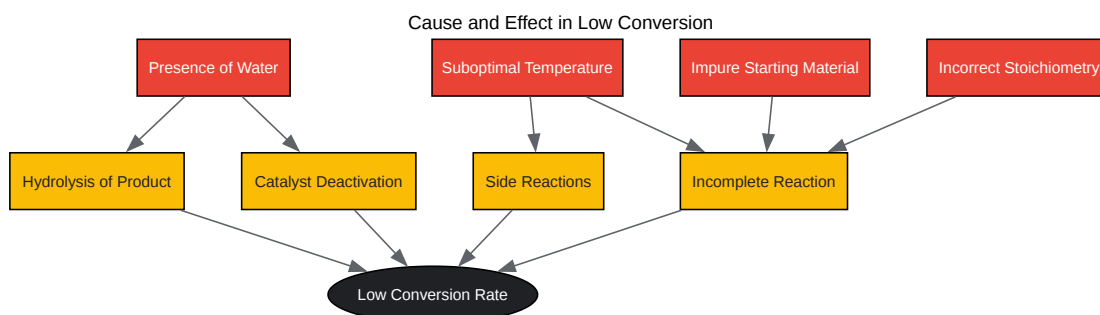 Cause and Effect in Low Conversion
Presence of Water
Suboptimal Temperature
Impure Starting Material
Incorrect Stoichiometry
Hydrolysis of Product
Catalyst Deactivation
Side Reactions
Incomplete Reaction
Low Conversion Rate